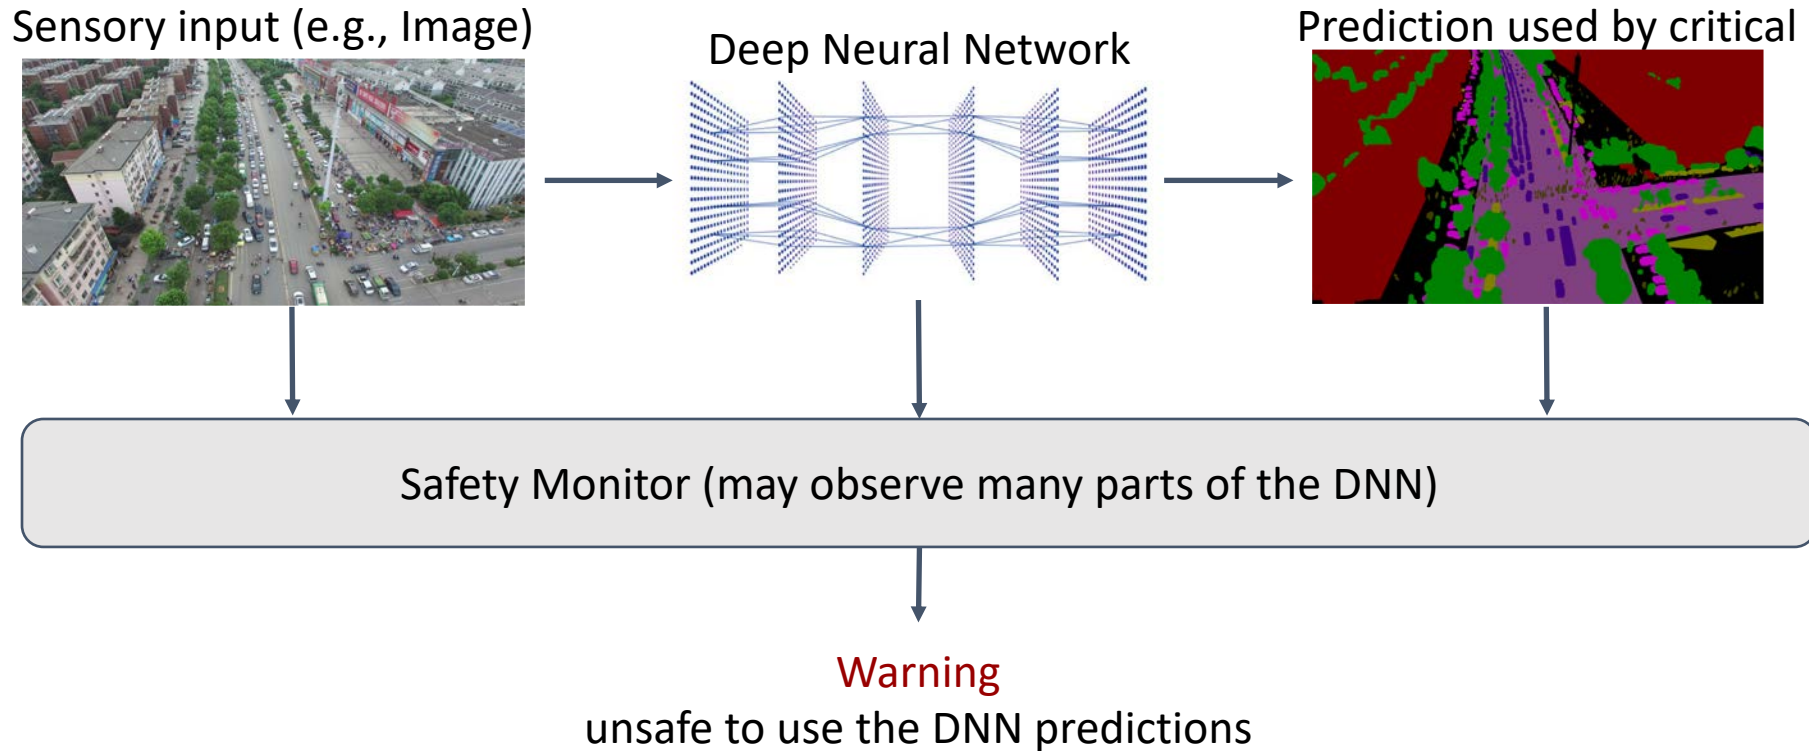 Sensory input (e.g., Image)
Deep Neural Network
Prediction used by critical
Safety Monitor (may observe many parts of the DNN)
Warning
unsafe to use the DNN predictions